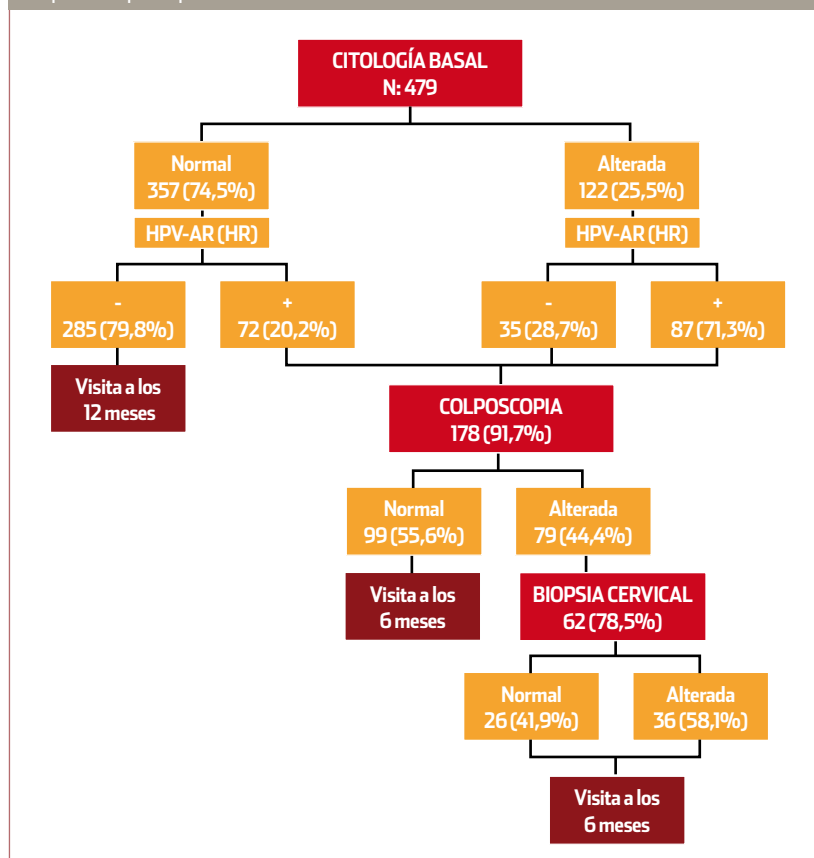 CITOLOGÍA BASAL
N: 479
Normal
357 (74,5%)
Alterada
122 (25,5%)
HPV-AR (HR)
HPV-AR (HR)
-
285 (79,8%)
+
72 (20,2%)
-
35 (28,7%)
+
87 (71,3%)
Visita a los
12 meses
COLPOSCOPIA
178 (91,7%)
Normal
99 (55,6%)
Alterada
79 (44,4%)
Visita a los
6 meses
BIOPSIA CERVICAL
62 (78,5%)
Normal
26 (41,9%)
Alterada
36 (58,1%)
Visita a los
6 meses